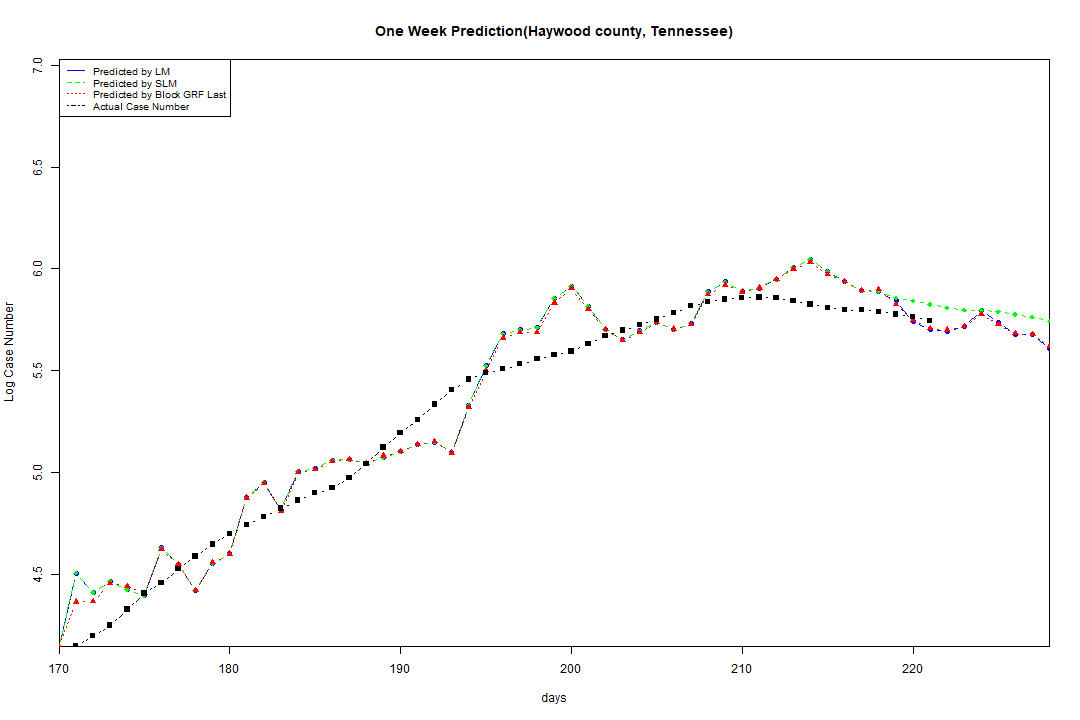 One Week Prediction(Haywood county, Tennessee)
Predicted by LM
Predicted by SLM
Predicted by Block GRF Last
Actual Case Number
Log Case Number
7.0
6.5
6.0
5.5
5.0
4.5
170 180 190 200 210 220
days